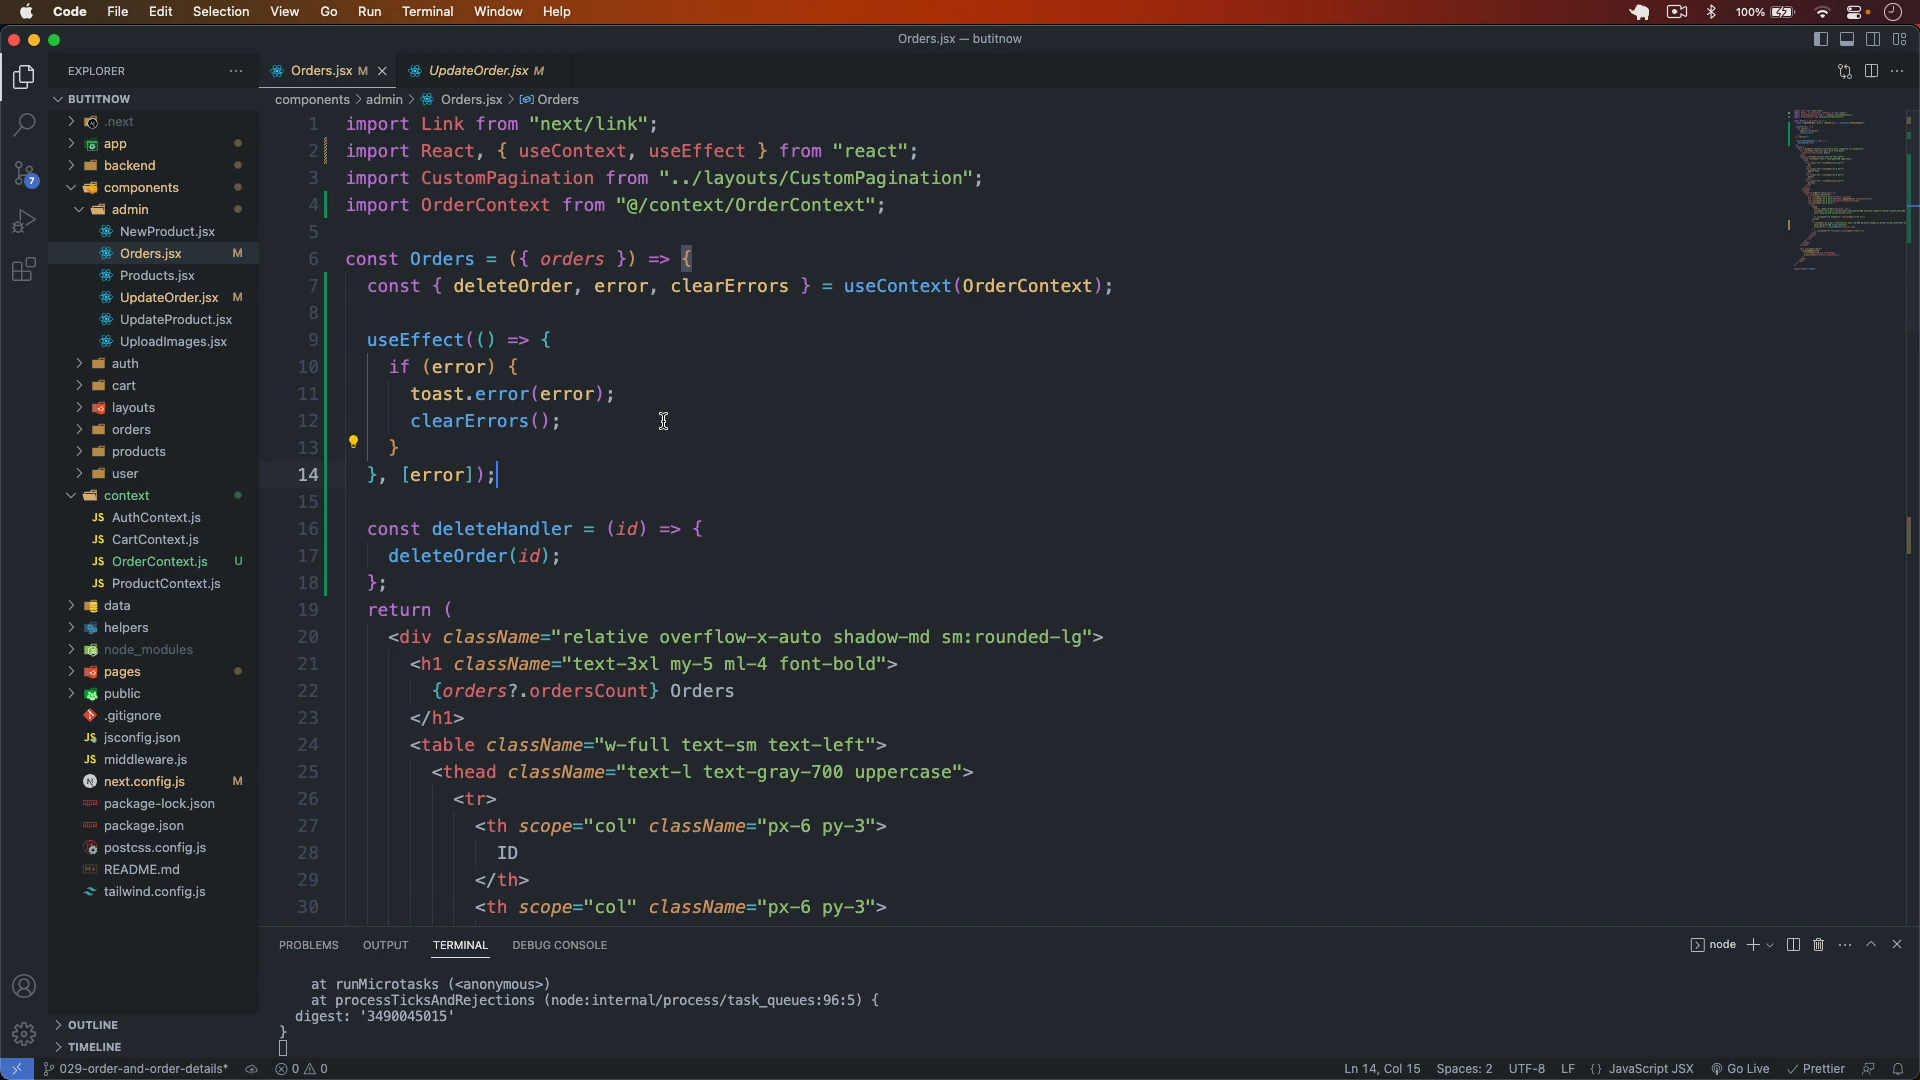 Code File Edit Selection View Go Run Terminal Window Help
100%
Orders.jsx — butitnow
EXPLORER
Orders.jsx M
UpdateOrder.jsx M
BUTITNOW
components > admin > Orders.jsx > Orders
.next
app
backend
components
admin
NewProduct.jsx
Orders.jsx M
Products.jsx
UpdateOrder.jsx M
UpdateProduct.jsx
UploadImages.jsx
auth
cart
layouts
orders
products
user
context
JS AuthContext.js
JS CartContext.js
JS OrderContext.js U
JS ProductContext.js
data
helpers
node_modules
pages
public
.gitignore
JS jsconfig.json
JS middleware.js
next.config.js M
package-lock.json
package.json
postcss.config.js
README.md
tailwind.config.js
OUTLINE
TIMELINE
7
1 import Link from "next/link";
2 import React, { useContext, useEffect } from "react";
3 import CustomPagination from "../layouts/CustomPagination";
4 import OrderContext from "@/context/OrderContext";
5
6 const Orders = ({ orders }) => {
7 const { deleteOrder, error, clearErrors } = useContext(OrderContext);
8
9 useEffect(() => {
10 if (error) {
11 toast.error(error);
12 clearErrors();
13 }
14 }, [error]);
15
16 const deleteHandler = (id) => {
17 deleteOrder(id);
18 };
19 return (
20 <div className="relative overflow-x-auto shadow-md sm:rounded-lg">
21 <h1 className="text-3xl my-5 ml-4 font-bold">
22 {orders?.ordersCount} Orders
23 </h1>
24 <table className="w-full text-sm text-left">
25 <thead className="text-l text-gray-700 uppercase">
26 <tr>
27 <th scope="col" className="px-6 py-3">
28 ID
29 </th>
30 <th scope="col" className="px-6 py-3">
PROBLEMS OUTPUT TERMINAL DEBUG CONSOLE
node
at runMicrotasks (<anonymous>)
at processTicksAndRejections (node:internal/process/task_queues:96:5) {
digest: '3490045015'
}
029-order-and-order-details* 0 0
Ln 14, Col 15 Spaces: 2 UTF-8 LF {} JavaScript JSX Go Live Prettier